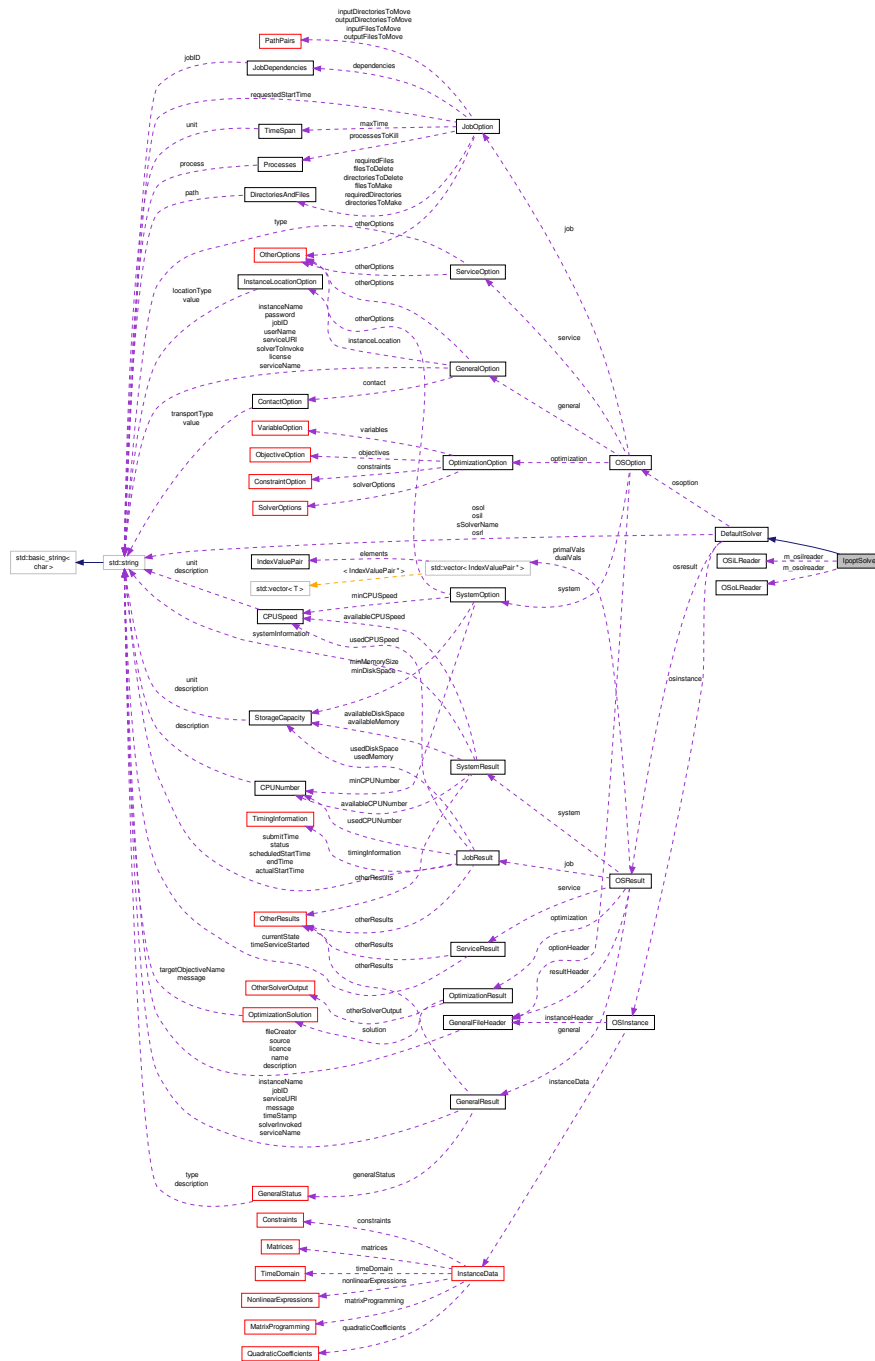 inputDirectoriesToMove
outputDirectoriesToMove
inputFilesToMove
outputFilesToMove
PathPairs
jobID
JobDependencies
dependencies
requestedStartTime
unit
TimeSpan
maxTime
JobOption
processesToKill
process
Processes
requiredFiles
filesToDelete
directoriesToDelete
filesToMake
requiredDirectories
directoriesToMake
path
DirectoriesAndFiles
type
otherOptions
job
OtherOptions
otherOptions
ServiceOption
InstanceLocationOption
otherOptions
locationType
value
instanceName
password
jobID
userName
serviceURI
solverToInvoke
license
serviceName
otherOptions
service
instanceLocation
GeneralOption
contact
ContactOption
general
transportType
value
VariableOption
variables
ObjectiveOption
objectives
OptimizationOption
optimization
OSOption
constraints
ConstraintOption
solverOptions
osoption
SolverOptions
osol
osil
sSolverName
osrl
DefaultSolver
std::basic_string<
char >
std::string
unit
description
IndexValuePair
elements
std::vector< IndexValuePair * >
primalVals
dualVals
osresult
OSiLReader
m_osilreader
IpoptSolver
m_osolreader
OSoLReader
< IndexValuePair * >
std::vector< T >
minCPUSpeed
SystemOption
system
CPUSpeed
availableCPUSpeed
systemInformation
usedCPUSpeed
minMemorySize
minDiskSpace
osinstance
unit
description
StorageCapacity
availableDiskSpace
availableMemory
description
usedDiskSpace
usedMemory
SystemResult
CPUNumber
minCPUNumber
availableCPUNumber
system
TimingInformation
usedCPUNumber
submitTime
status
scheduledStartTime
endTime
actualStartTime
timingInformation
JobResult
job
otherResults
OSResult
service
OtherResults
otherResults
optimization
currentState
timeServiceStarted
otherResults
ServiceResult
optionHeader
otherResults
resultHeader
targetObjectiveName
message
OtherSolverOutput
OptimizationResult
otherSolverOutput
OptimizationSolution
solution
GeneralFileHeader
instanceHeader
OSInstance
general
fileCreator
source
licence
name
description
instanceName
jobID
serviceURI
message
timeStamp
solverInvoked
serviceName
instanceData
GeneralResult
type
description
generalStatus
GeneralStatus
Constraints
constraints
Matrices
matrices
TimeDomain
timeDomain
InstanceData
nonlinearExpressions
NonlinearExpressions
matrixProgramming
MatrixProgramming
quadraticCoefficients
QuadraticCoefficients